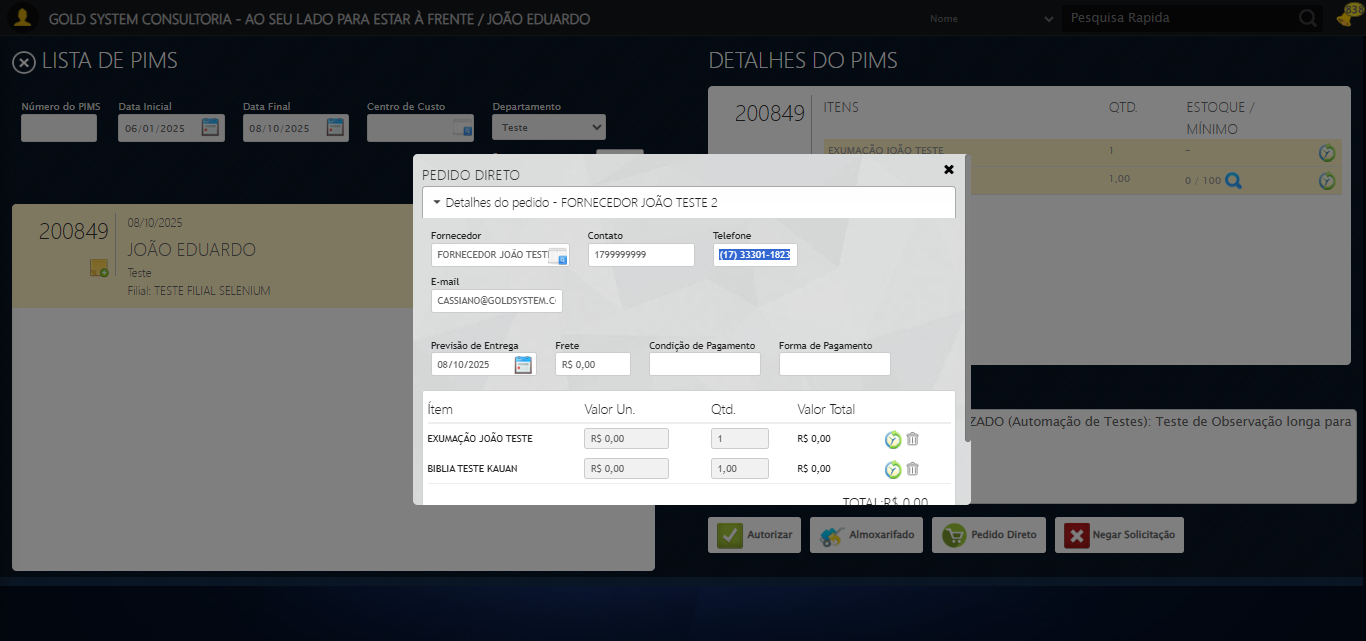 GOLD SYSTEM CONSULTORIA - AO SEU LADO PARA ESTAR À FRENTE / JOÃO EDUARDO
Nome
Pesquisa Rapida
838
LISTA DE PIMS
Número do PIMS
Data Inicial
Data Final
Centro de Custo
Departamento
06/01/2025
08/10/2025
Teste
200849
08/10/2025
JOÃO EDUARDO
Teste
Filial: TESTE FILIAL SELENIUM
DETALHES DO PIMS
200849
ITENS
QTD.
ESTOQUE /
MÍNIMO
EXUMAÇÃO JOÃO TESTE
1
–
1,00
0 / 100
PEDIDO DIRETO
Detalhes do pedido - FORNECEDOR JOÃO TESTE 2
Fornecedor
Contato
Telefone
FORNECEDOR JOÃO TEST
1799999999
(17) 33301-1823
E-mail
CASSIANO@GOLDSYSTEM.C
Previsão de Entrega
Frete
Condição de Pagamento
Forma de Pagamento
08/10/2025
R$ 0,00
Ítem
Valor Un.
Qtd.
Valor Total
EXUMAÇÃO JOÃO TESTE
R$ 0,00
1
R$ 0,00
BIBLIA TESTE KAUAN
R$ 0,00
1,00
R$ 0,00
TOTAL:R$ 0,00
ZADO (Automação de Testes): Teste de Observação longa para
Autorizar
Almoxarifado
Pedido Direto
Negar Solicitação